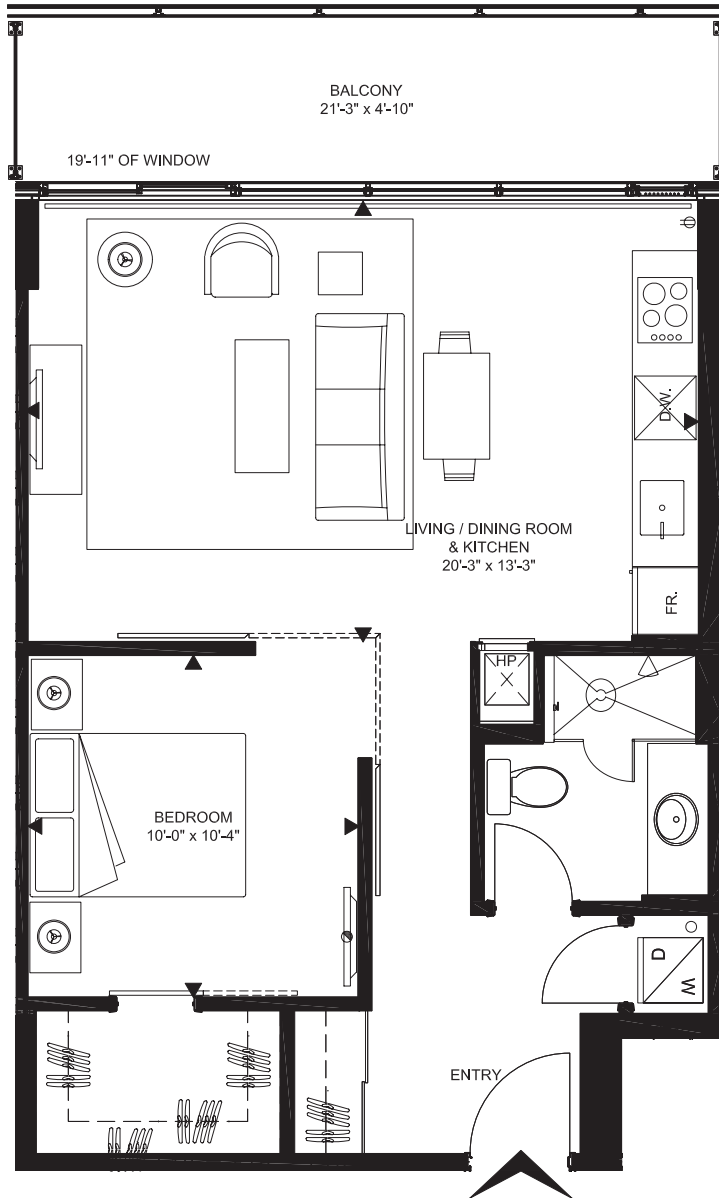 BALCONY
21'-3" x 4'-10"
19'-11" OF WINDOW
D.W.
LIVING / DINING ROOM
& KITCHEN
20'-3" x 13'-3"
FR.
HP
BEDROOM
10'-0" x 10'-4"
D
W
ENTRY